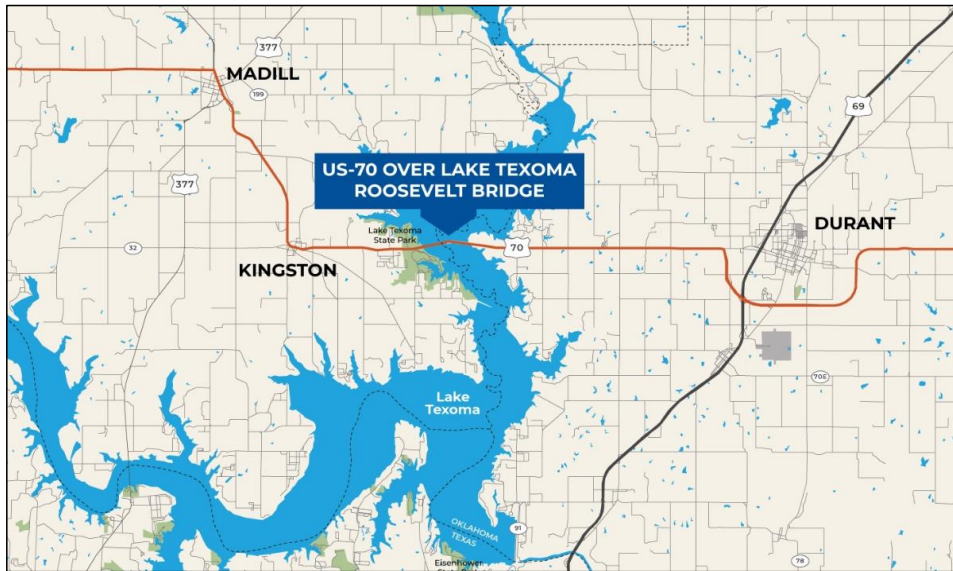 377
MADILL
199
69
US-70 OVER LAKE TEXOMA
ROOSEVELT BRIDGE
377
DURANT
Lake Texoma
State Park
32
70
KINGSTON
70E
Lake
Texoma
91
OKLAHOMA
TEXAS
Eisenhower
78